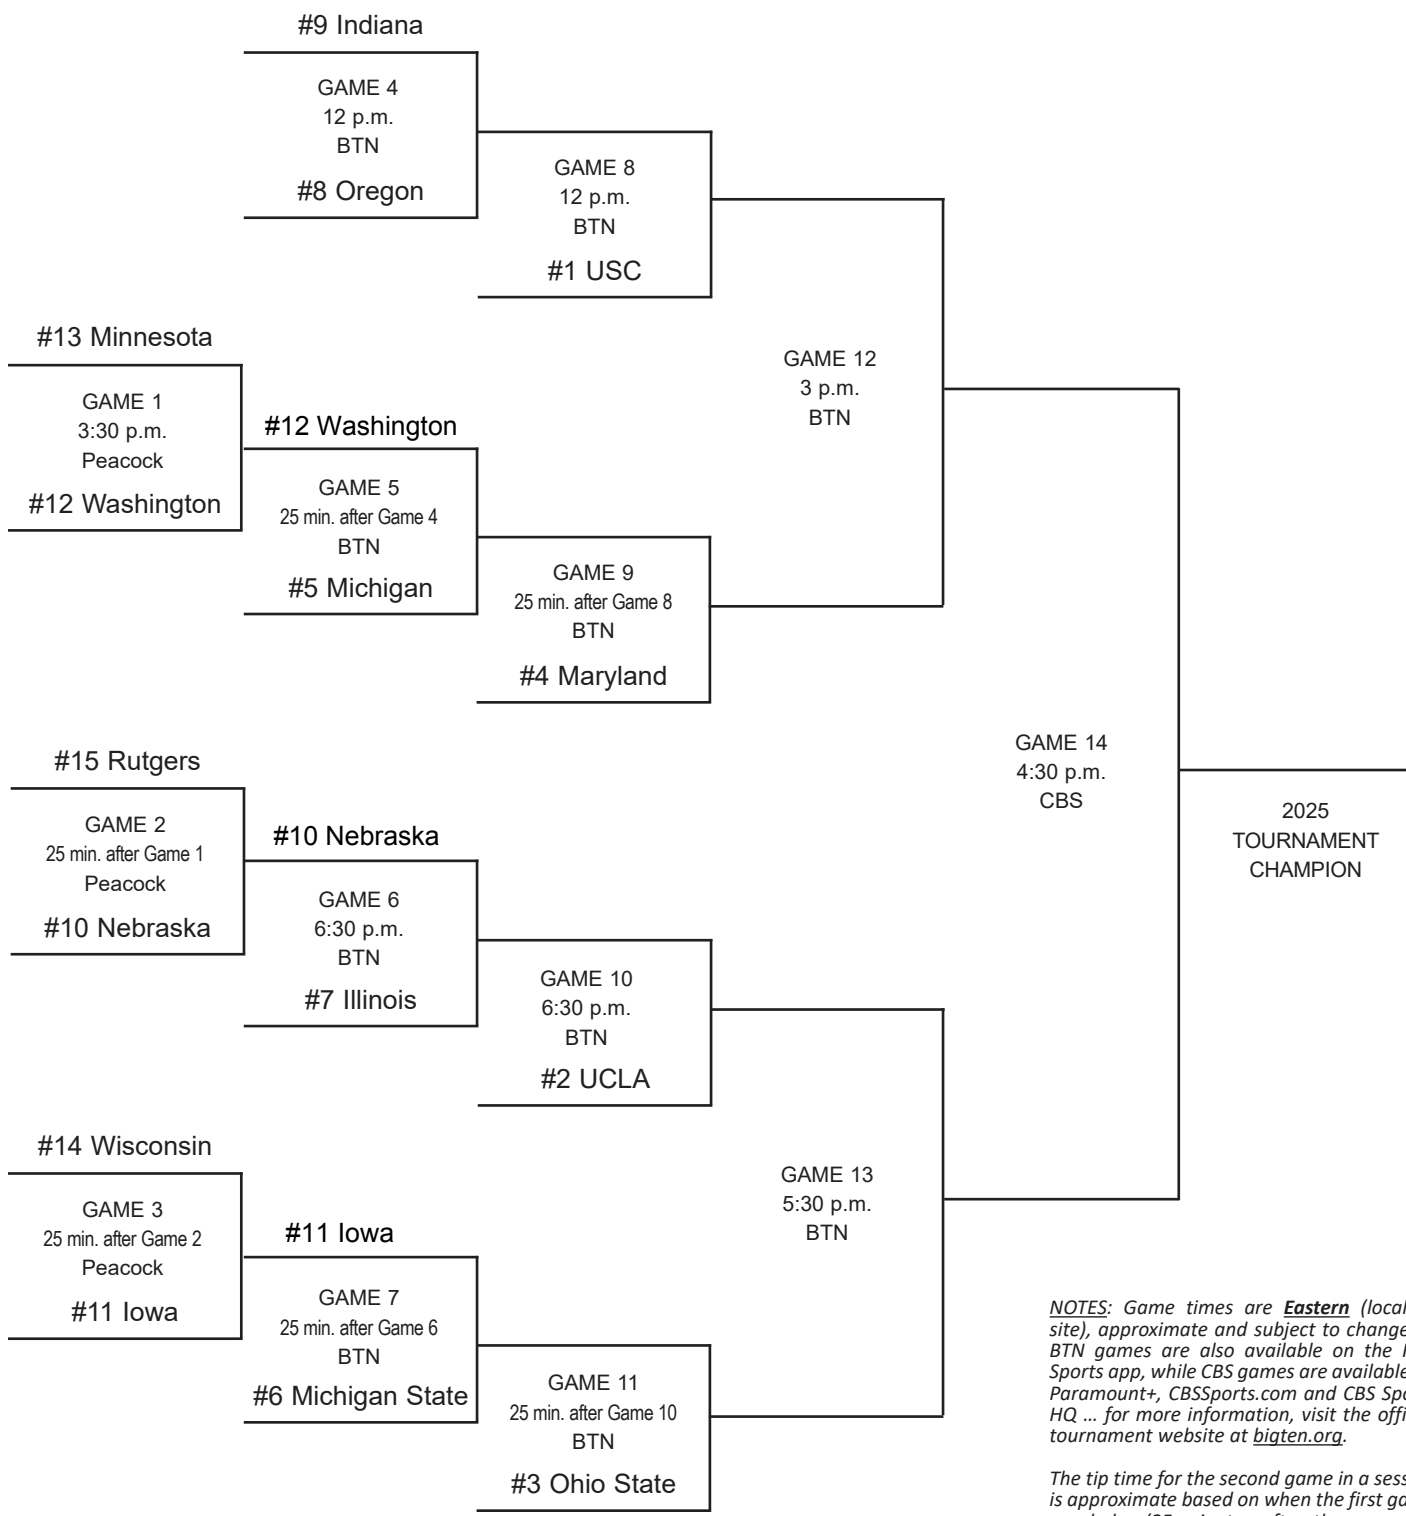 #9 Indiana
GAME 4
12 p.m.
BTN
#8 Oregon
GAME 8
12 p.m.
BTN
#1 USC
#13 Minnesota
GAME 1
3:30 p.m.
Peacock
#12 Washington
#12 Washington
GAME 5
25 min. after Game 4
BTN
#5 Michigan
GAME 9
25 min. after Game 8
BTN
#4 Maryland
GAME 12
3 p.m.
BTN
#15 Rutgers
GAME 2
25 min. after Game 1
Peacock
#10 Nebraska
#10 Nebraska
GAME 6
6:30 p.m.
BTN
#7 Illinois
GAME 10
6:30 p.m.
BTN
#2 UCLA
#14 Wisconsin
GAME 3
25 min. after Game 2
Peacock
#11 Iowa
#11 Iowa
GAME 7
25 min. after Game 6
BTN
#6 Michigan State
GAME 11
25 min. after Game 10
BTN
#3 Ohio State
GAME 13
5:30 p.m.
BTN
GAME 14
4:30 p.m.
CBS
2025
TOURNAMENT
CHAMPION
NOTES: Game times are Eastern (local
site), approximate and subject to change
BTN games are also available on the
Sports app, while CBS games are available
Paramount+, CBSSports.com and CBS Spo
HQ ... for more information, visit the offi
tournament website at bigten.org.
The tip time for the second game in a sess
is approximate based on when the first ga